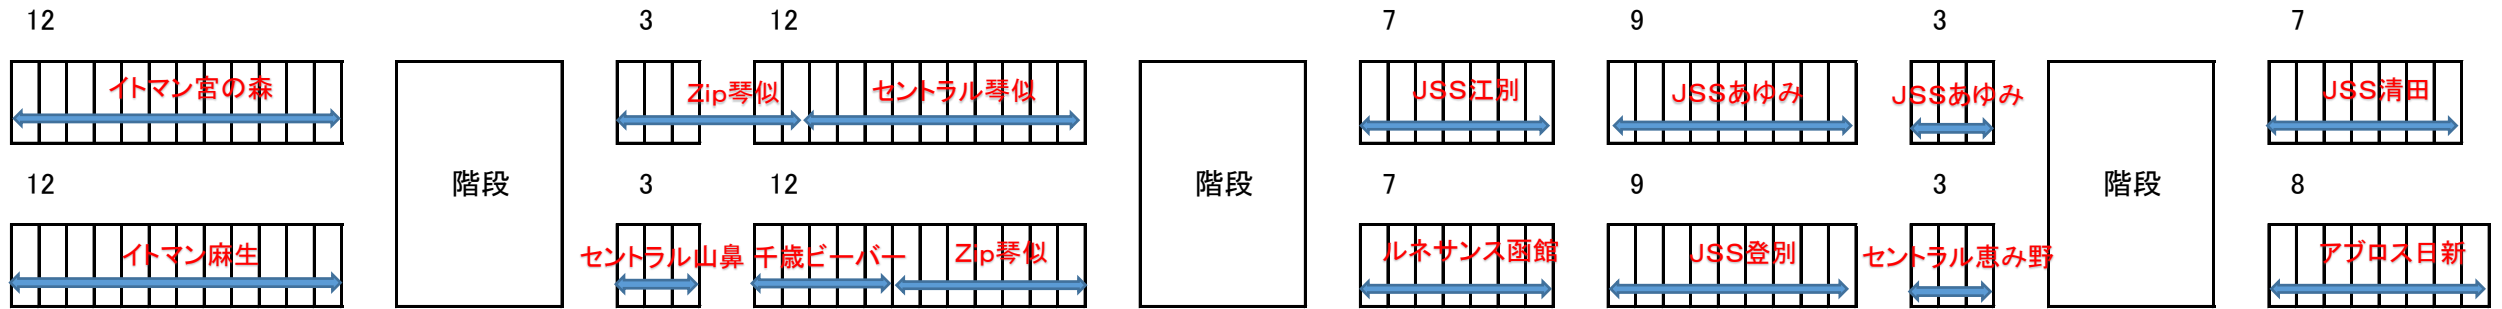 12 3 12 7 9 3 7
イトマン宮の森 Zip琴似 セントラル琴似 JSS江別 JSSあゆみ JSSあゆみ JSS清田
階段 階段 階段
12 3 12 7 9 3 8
イトマン麻生 セントラル山鼻 千歳ビーバー Zip琴似 ルネサンス函館 JSS登別 セントラル恵み野 アブロス日新